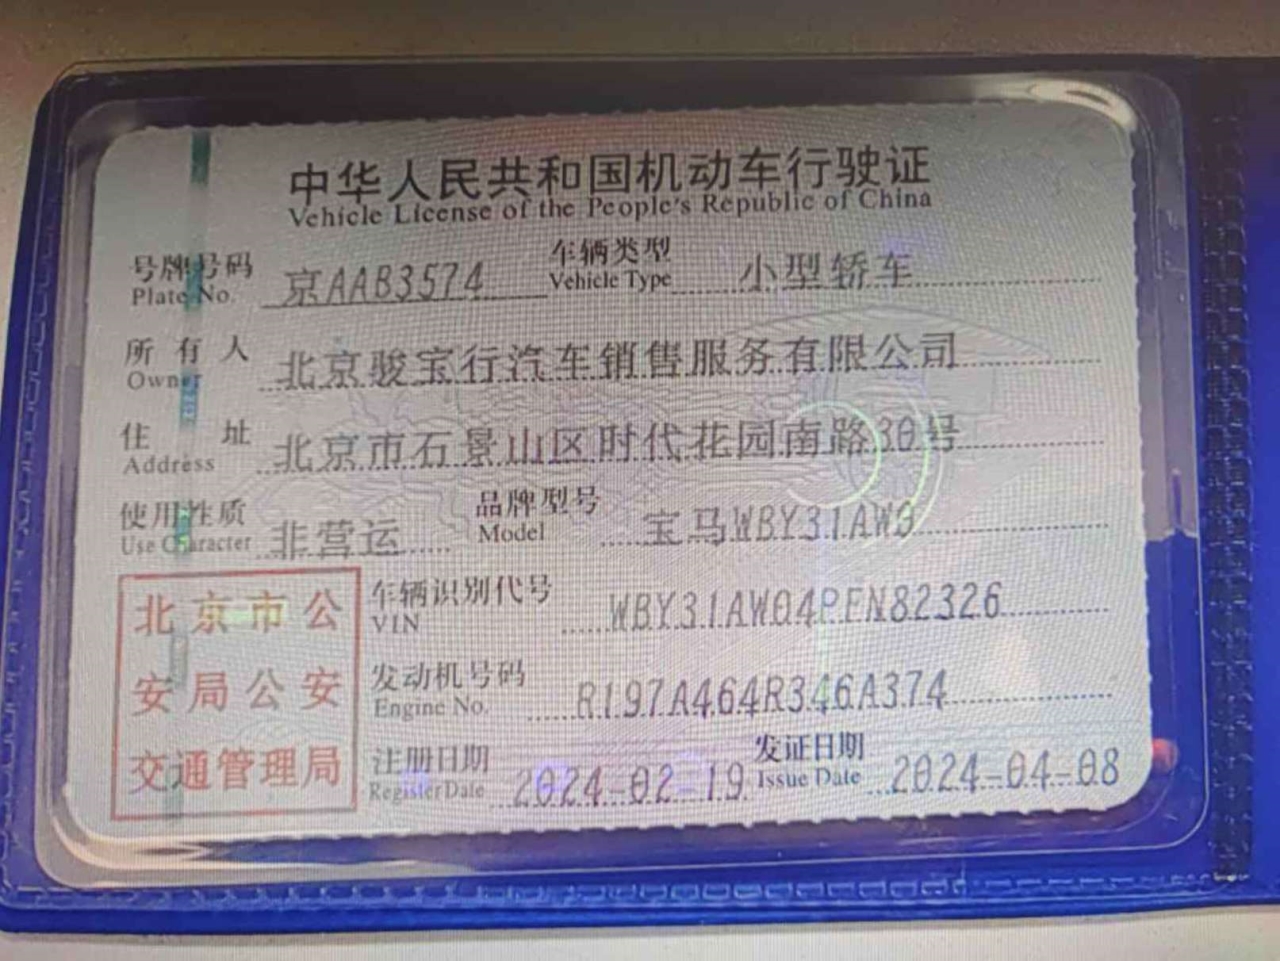 中华人民共和国机动车行驶证
Vehicle License of the People's Republic of China
号牌号码 京AAB3574 车辆类型 小型轿车
Plate No. Vehicle Type
所有人 北京骏宝行汽车销售服务有限公司
Owner
住址 北京市石景山区时代花园南路30号
Address
使用性质 非营运 品牌型号 宝马WBY31AW0
Use Character Model
北京市公
安局公安
交通管理局
车辆识别代号 WBY31AW04PFN82326
VIN
发动机号码 R197A464R346A374
Engine No.
注册日期 2024-02-19 发证日期 2024-04-08
Register Date Issue Date